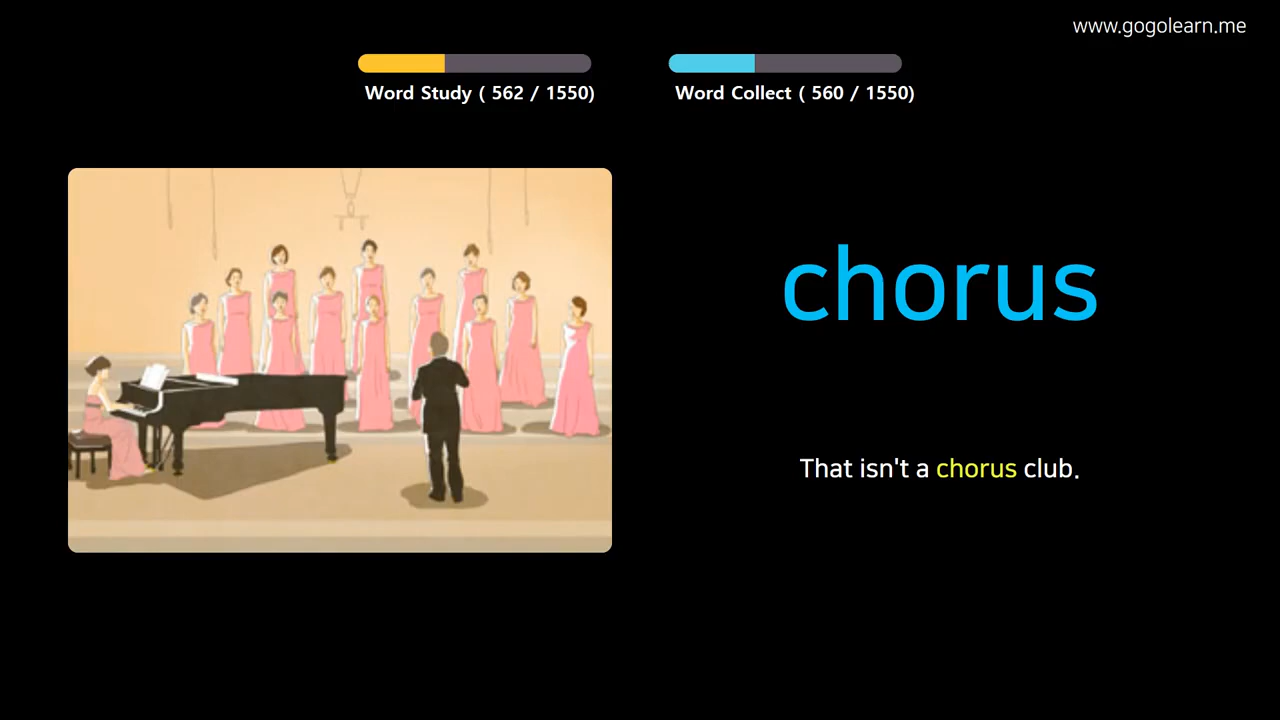 www.gogolearn.me
Word Study ( 562 / 1550)
Word Collect ( 560 / 1550)
chorus
That isn't a chorus club.